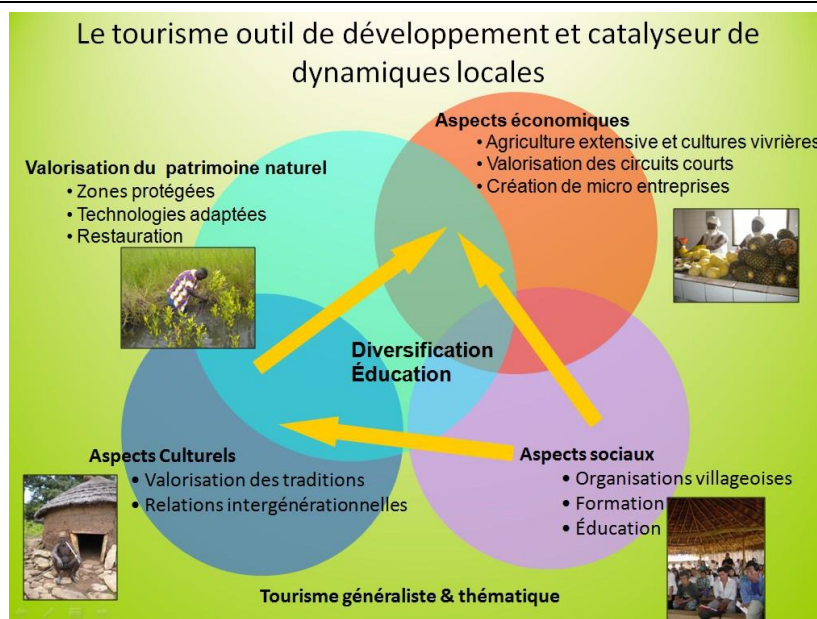 Le tourisme outil de développement et catalyseur de
dynamiques locales
Aspects économiques
• Agriculture extensive et cultures vivrières
• Valorisation des circuits courts
• Création de micro entreprises
Valorisation du patrimoine naturel
• Zones protégées
• Technologies adaptées
• Restauration
Diversification
Éducation
Aspects Culturels
• Valorisation des traditions
• Relations intergénérationnelles
Aspects sociaux
• Organisations villageoises
• Formation
• Éducation
Tourisme généraliste & thématique